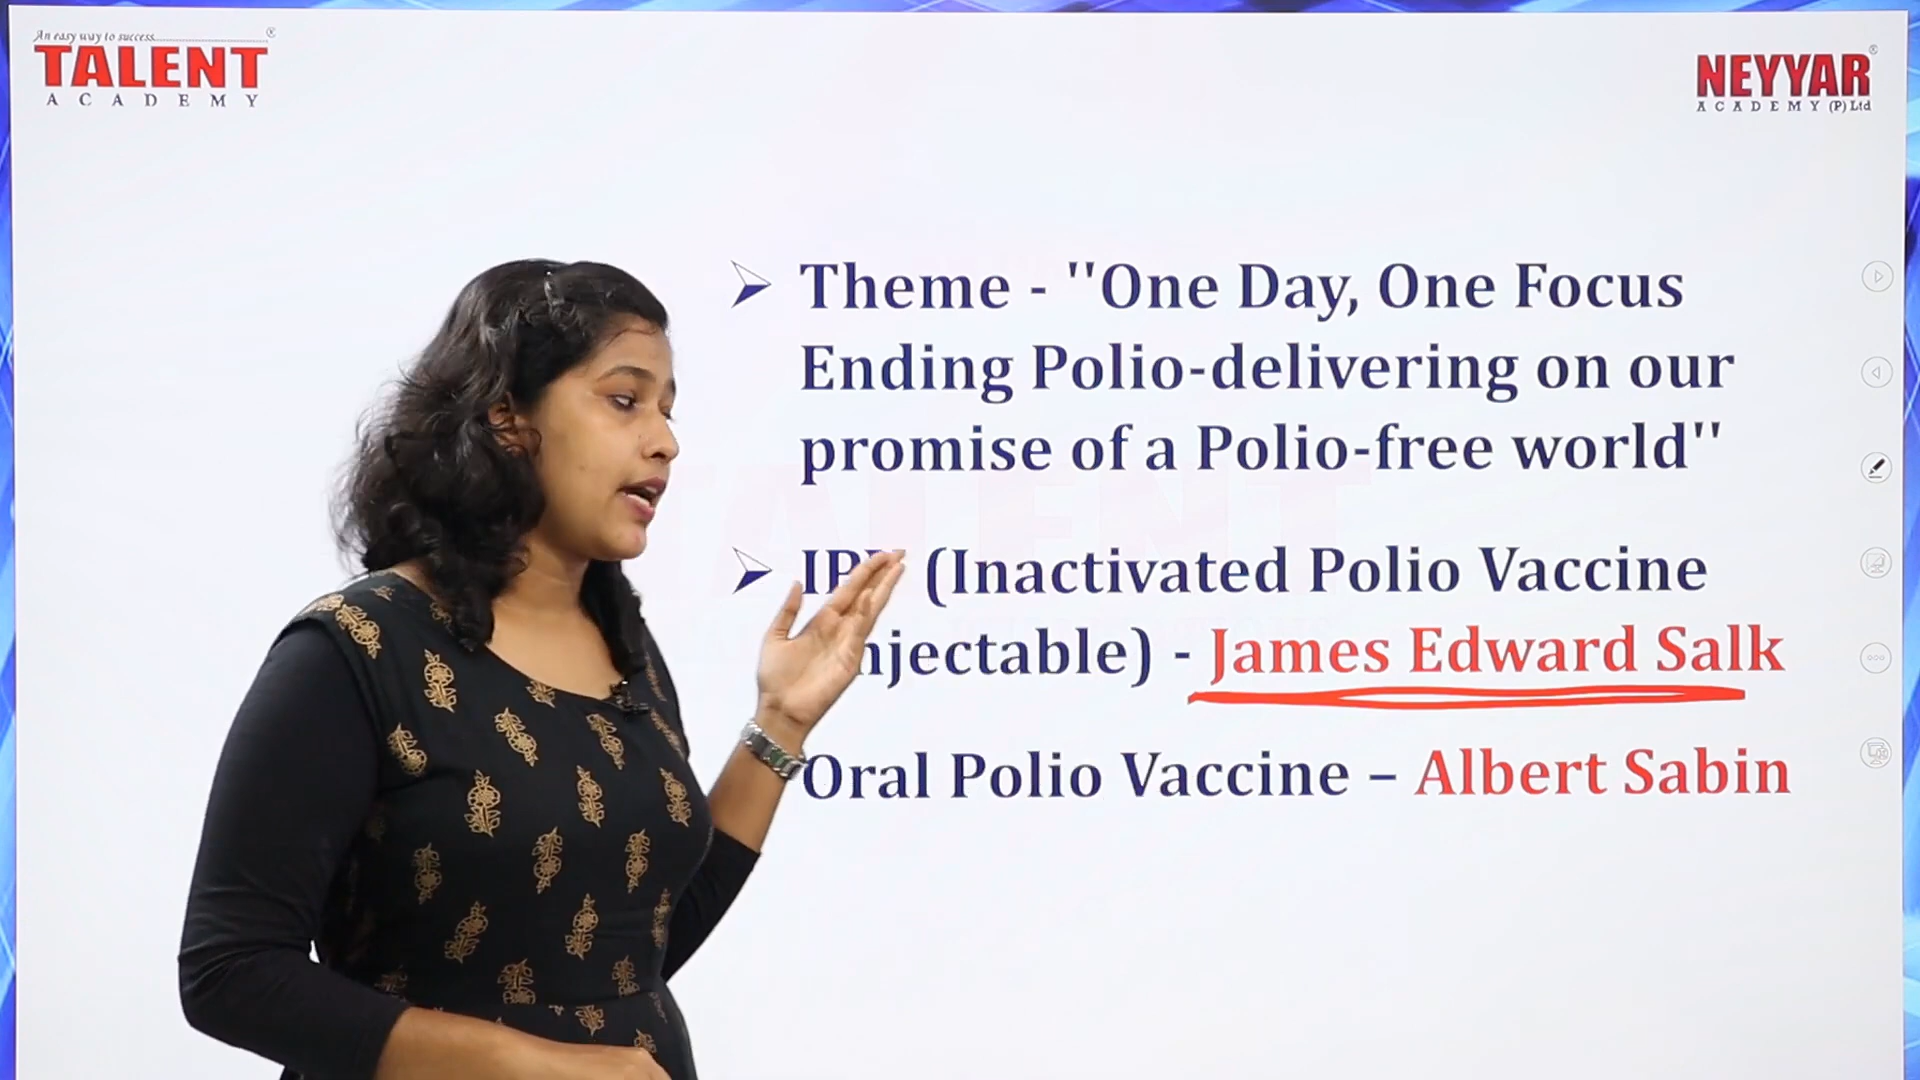 An easy way to success
TALENT
ACADEMY
NEYYAR
ACADEMY (P) Ltd
Theme - "One Day, One Focus
Ending Polio-delivering on our
promise of a Polio-free world"
(Inactivated Polio Vaccine
- James Edward Salk
Oral Polio Vaccine – Albert Sabin